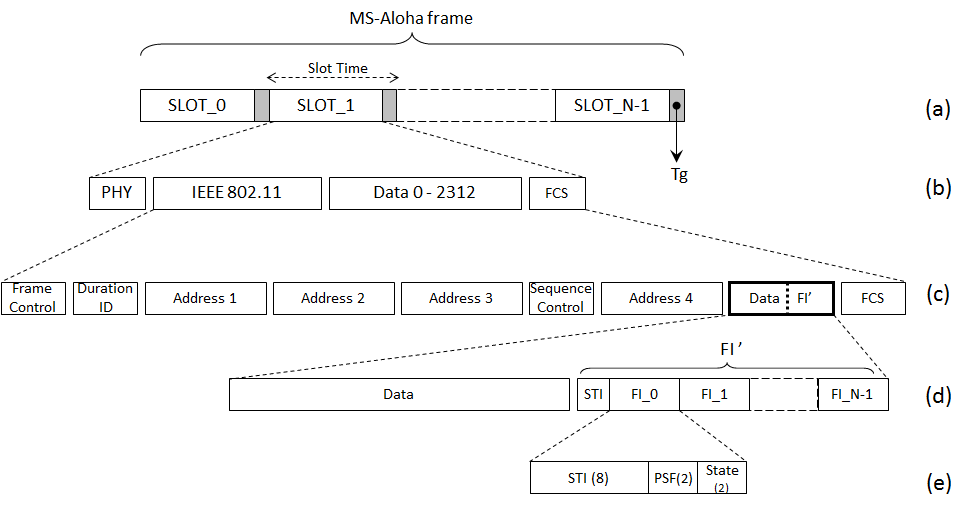 MS-Aloha frame
Slot Time
SLOT_0 SLOT_1 SLOT_N-1 (a)
Tg
PHY IEEE 802.11 Data 0 - 2312 FCS (b)
Frame Control Duration ID Address 1 Address 2 Address 3 Sequence Control Address 4 Data FI' FCS (c)
FI ’
Data STI FI_0 FI_1 FI_N-1 (d)
STI (8) PSF(2) State (2) (e)